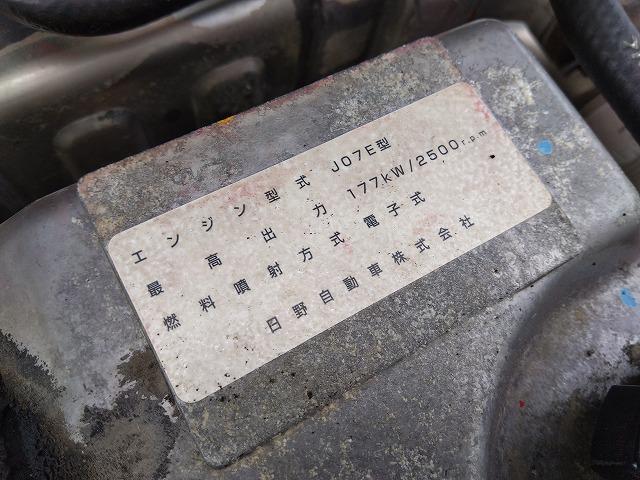 エンジン型式 J07E型
最高出力 177kW/2500r.p.m
燃料噴射方式 電子式
日野自動車株式会社